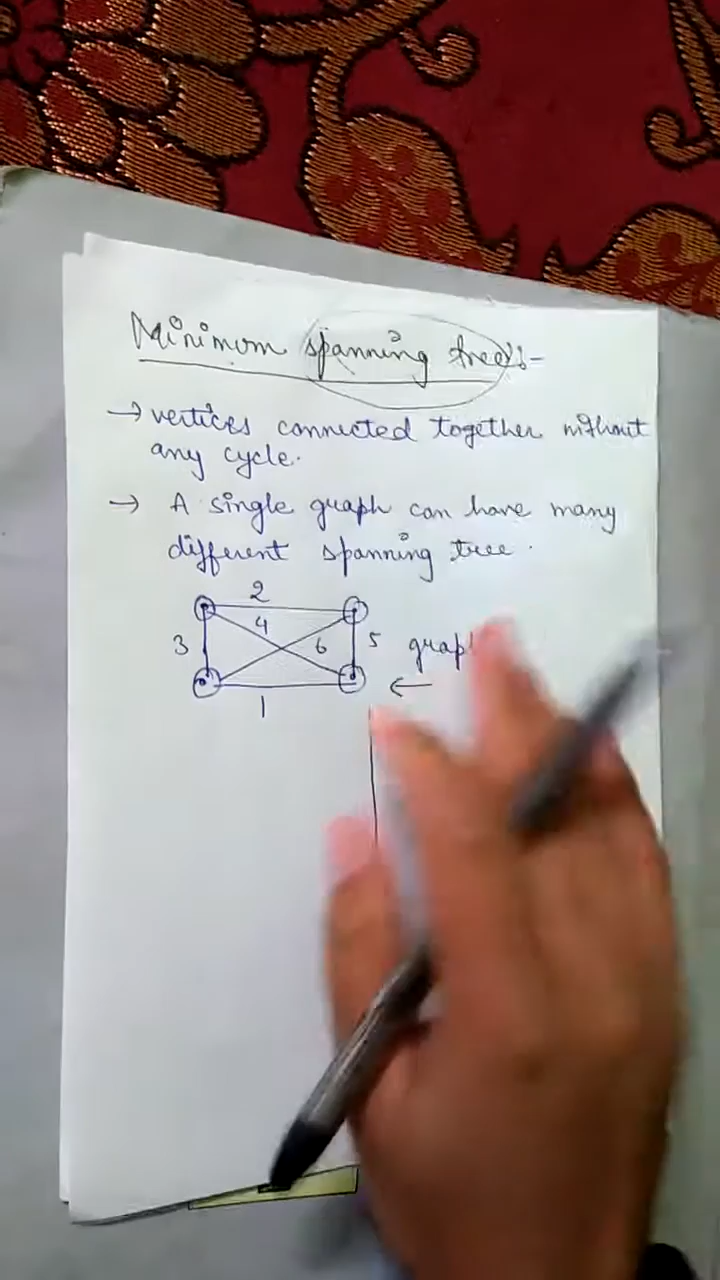 Minimum spanning tree:-
→ vertices connected together without
any cycle.
→ A single graph can have many
different spanning tree.
2
4
3
6
5
1
←